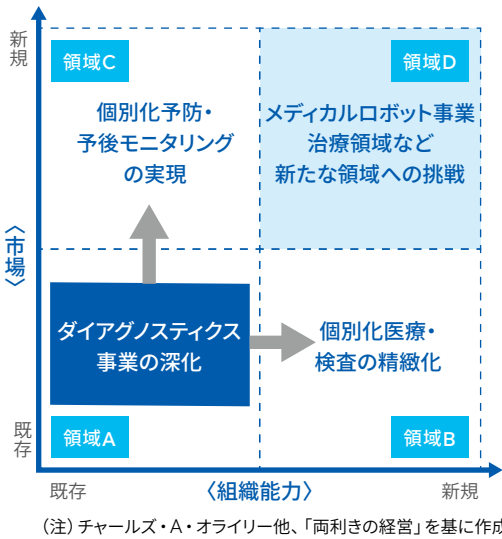 新規
領域C
領域D
個別化予防・
予後モニタリング
の実現
メディカルロボット事業
治療領域など
新たな領域への挑戦
〈市場〉
ダイアグノスティクス
事業の深化
個別化医療・
検査の精緻化
既存
領域A
領域B
既存
〈組織能力〉
新規
(注)チャールズ・A・オライリー他、「両利きの経営」を基に作成